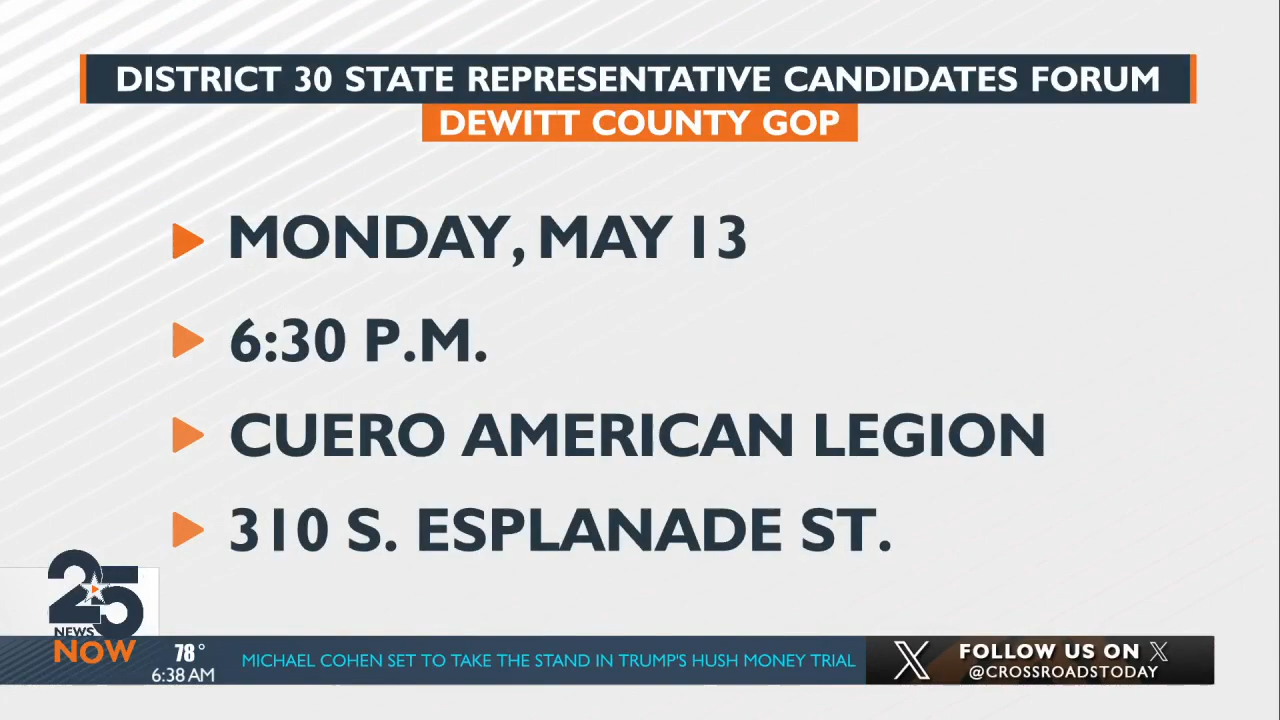 DISTRICT 30 STATE REPRESENTATIVE CANDIDATES FORUM
DEWITT COUNTY GOP
MONDAY, MAY 13
6:30 P.M.
CUERO AMERICAN LEGION
310 S. ESPLANADE ST.
25
NEWS
NOW
78°
6:38 AM
MICHAEL COHEN SET TO TAKE THE STAND IN TRUMP'S HUSH MONEY TRIAL
X
FOLLOW US ON X
@CROSSROADSTODAY